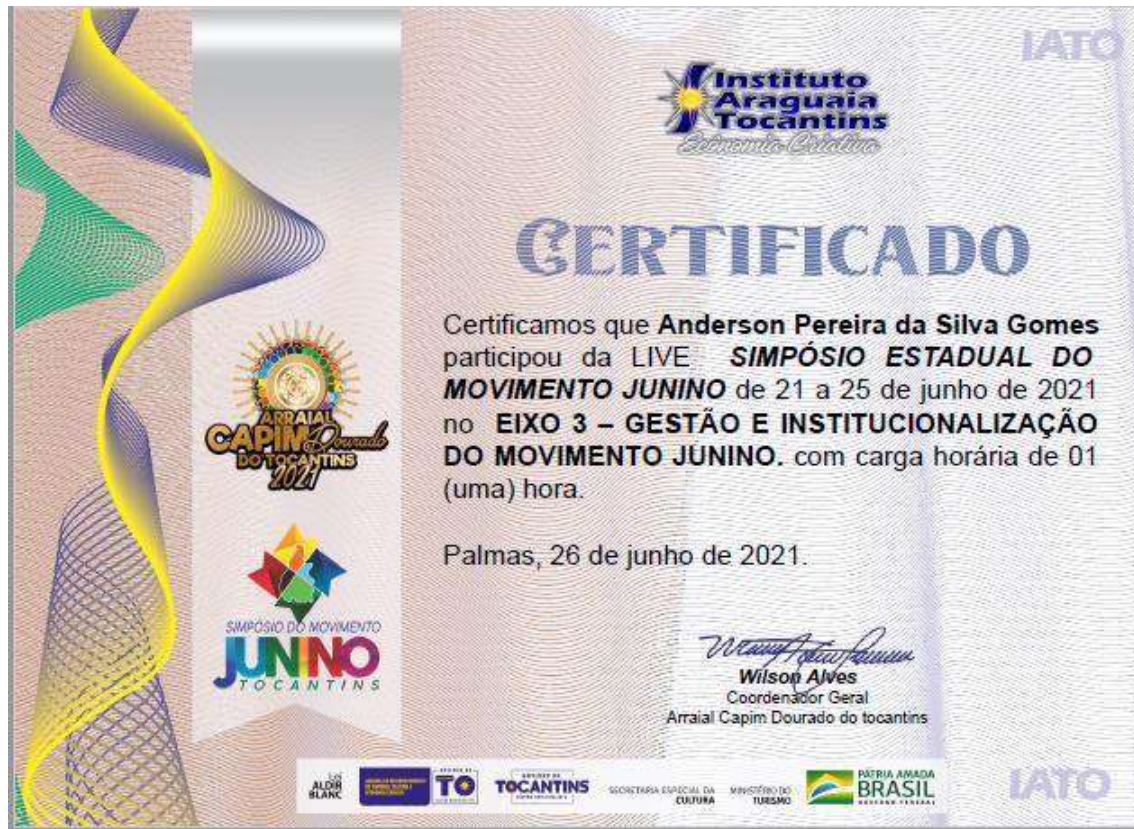 IATO
Instituto
Araguaia
Tocantins
Economia Criativa
CERTIFICADO
Certificamos que Anderson Pereira da Silva Gomes
participou da LIVE SIMPÓSIO ESTADUAL DO
MOVIMENTO JUNINO de 21 a 25 de junho de 2021
no EIXO 3 – GESTÃO E INSTITUCIONALIZAÇÃO
DO MOVIMENTO JUNINO. com carga horária de 01
(uma) hora.
Palmas, 26 de junho de 2021.
ARRAIAL
CAPIM Dourado
DO TOCANTINS
2021
SIMPÓSIO DO MOVIMENTO
JUNINO
TOCANTINS
Wilson Alves
Coordenador Geral
Arraial Capim Dourado do tocantins
Lei
ALDIR
BLANC
TO
TOCANTINS
SECRETARIA ESPECIAL DA
CULTURA
MINISTÉRIO DO
TURISMO
PÁTRIA AMADA
BRASIL
GOVERNO FEDERAL
IATO